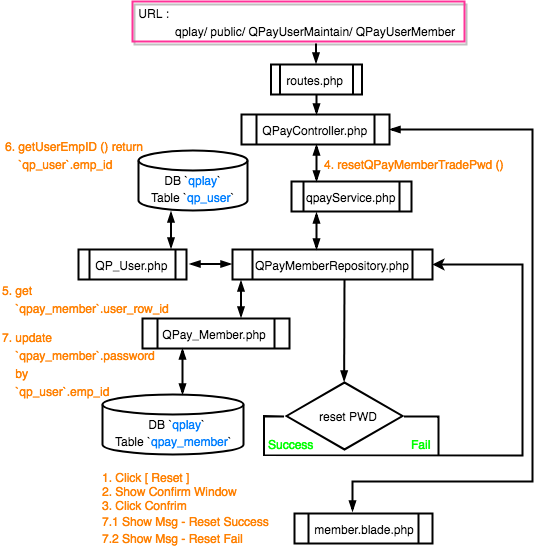 URL :
qplay/ public/ QPayUserMaintain/ QPayUserMember
routes.php
QPayController.php
6. getUserEmpID () return
`qp_user`.emp_id
4. resetQPayMemberTradePwd ()
DB `qplay`
Table `qp_user`
qpayService.php
QP_User.php
QPayMemberRepository.php
5. get
`qpay_member`.user_row_id
7. update
`qpay_member`.password
by
`qp_user`.emp_id
QPay_Member.php
reset PWD
DB `qplay`
Table `qpay_member`
Success
Fail
1. Click [ Reset ]
2. Show Confirm Window
3. Click Confrim
7.1 Show Msg - Reset Success
7.2 Show Msg - Reset Fail
member.blade.php